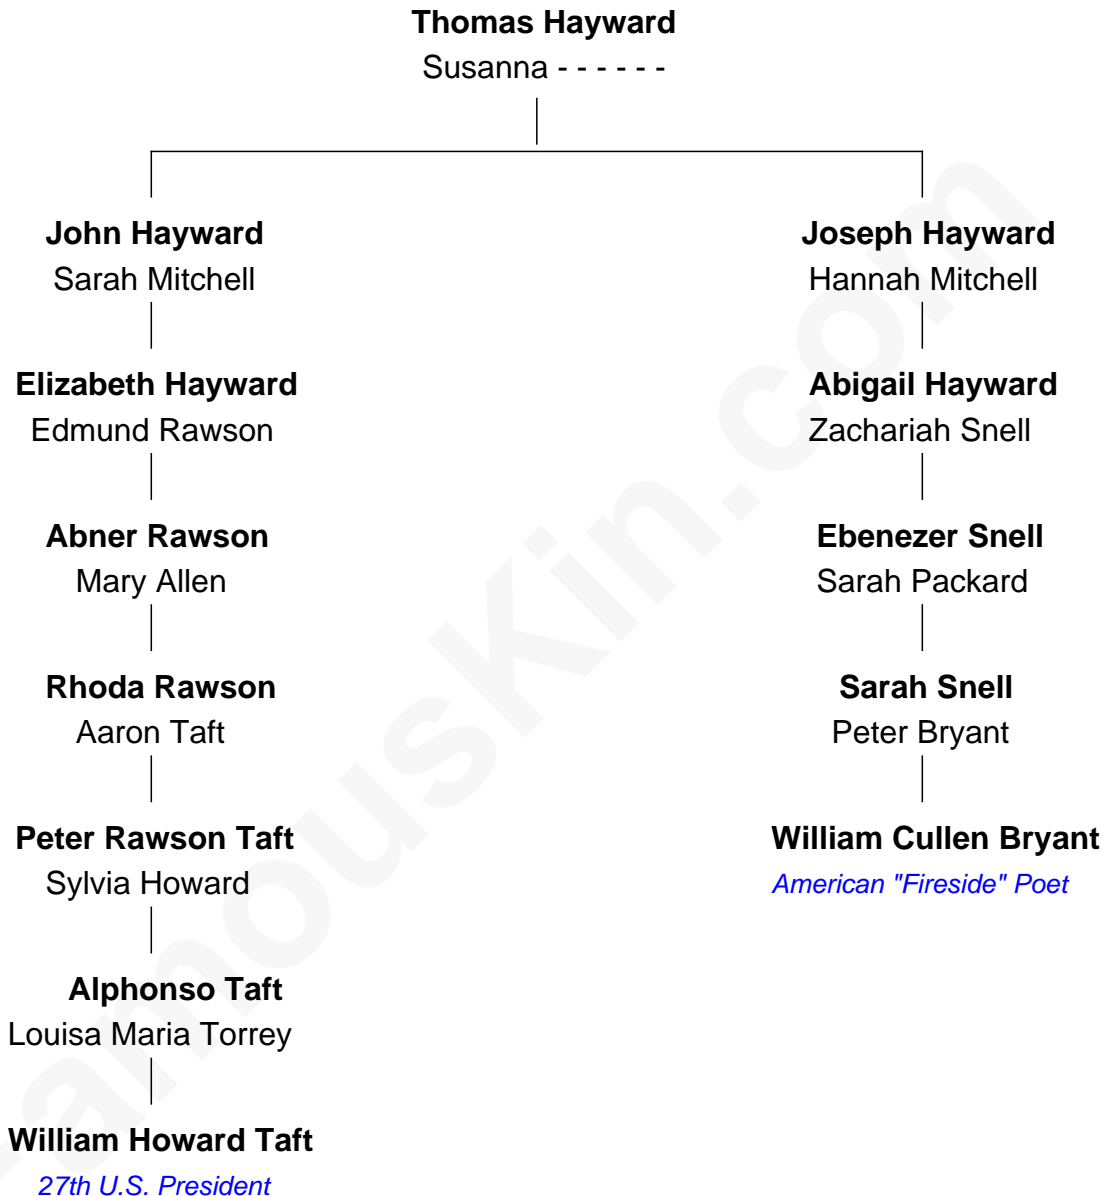 Thomas Hayward
Susanna - - - - - -
John Hayward
Sarah Mitchell
Joseph Hayward
Hannah Mitchell
Elizabeth Hayward
Edmund Rawson
Abigail Hayward
Zachariah Snell
Abner Rawson
Mary Allen
Ebenezer Snell
Sarah Packard
Rhoda Rawson
Aaron Taft
Sarah Snell
Peter Bryant
Peter Rawson Taft
Sylvia Howard
William Cullen Bryant
American "Fireside" Poet
Alphonso Taft
Louisa Maria Torrey
William Howard Taft
27th U.S. President
FamousKin.com